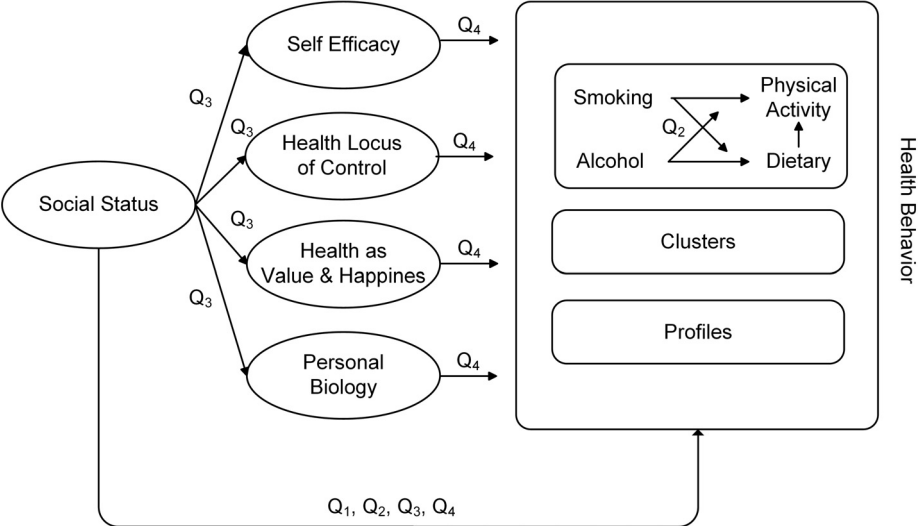 Self Efficacy
Q4
Q3
Health Locus
of Control
Q3
Q4
Social Status
Health as
Value & Happines
Q3
Q4
Personal
Biology
Q3
Q4
Smoking
Physical
Activity
Q2
Alcohol
Dietary
Clusters
Profiles
Health Behavior
Q1, Q2, Q3, Q4